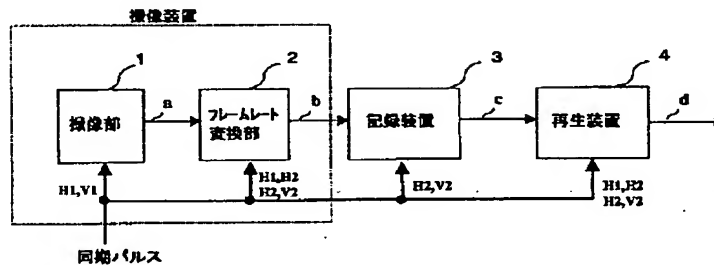 撮像装置
1
2
3
4
撮像部
a
フレームレート
変換部
b
記録装置
c
再生装置
d
H1,V1
H1,H2
H2,V2
H2,V2
H1,H2
H2,V2
同期パルス